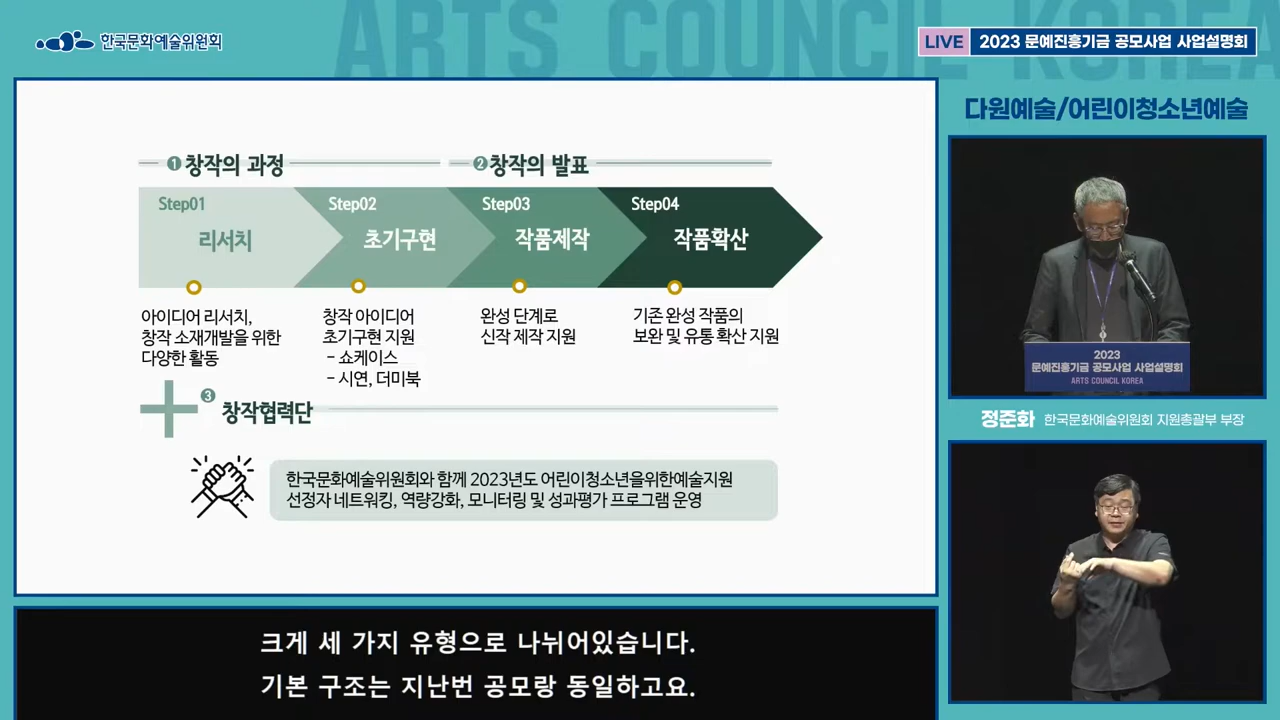 ARTS COUNCIL KOREA
한국문화예술위원회
LIVE 2023 문예진흥기금 공모사업 사업설명회
다원예술/어린이청소년예술
1 창작의 과정
2 창작의 발표
Step01
리서치
Step02
초기구현
Step03
작품제작
Step04
작품확산
아이디어 리서치,
창작 소재개발을 위한
다양한 활동
창작 아이디어
초기구현 지원
- 쇼케이스
- 시연, 더미북
완성 단계로
신작 제작 지원
기존 완성 작품의
보완 및 유통 확산 지원
3 창작협력단
한국문화예술위원회와 함께 2023년도 어린이청소년을위한예술지원
선정자 네트워킹, 역량강화, 모니터링 및 성과평가 프로그램 운영
2023
문예진흥기금 공모사업 사업설명회
ARTS COUNCIL KOREA
정준화 한국문화예술위원회 지원총괄부 부장
크게 세 가지 유형으로 나뉘어있습니다.
기본 구조는 지난번 공모랑 동일하고요.